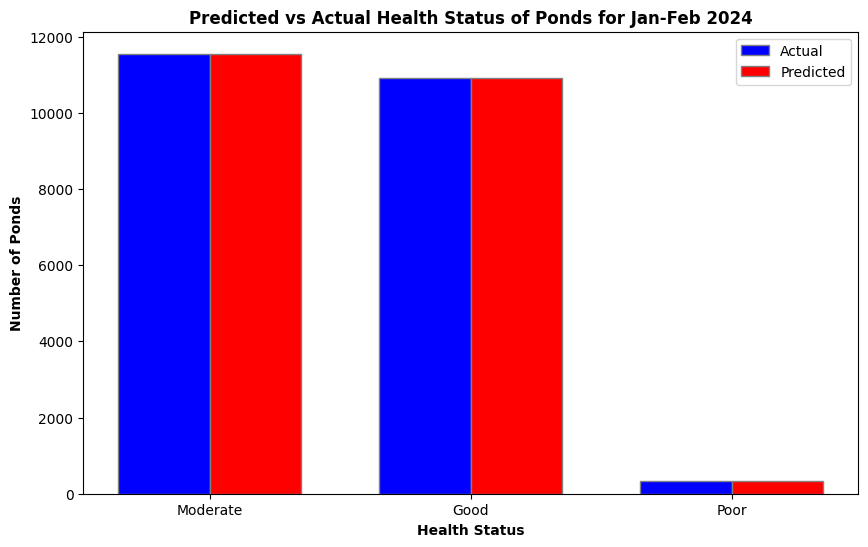 Predicted vs Actual Health Status of Ponds for Jan-Feb 2024
12000
10000
8000
6000
4000
2000
0
Number of Ponds
Actual
Predicted
Moderate
Good
Poor
Health Status